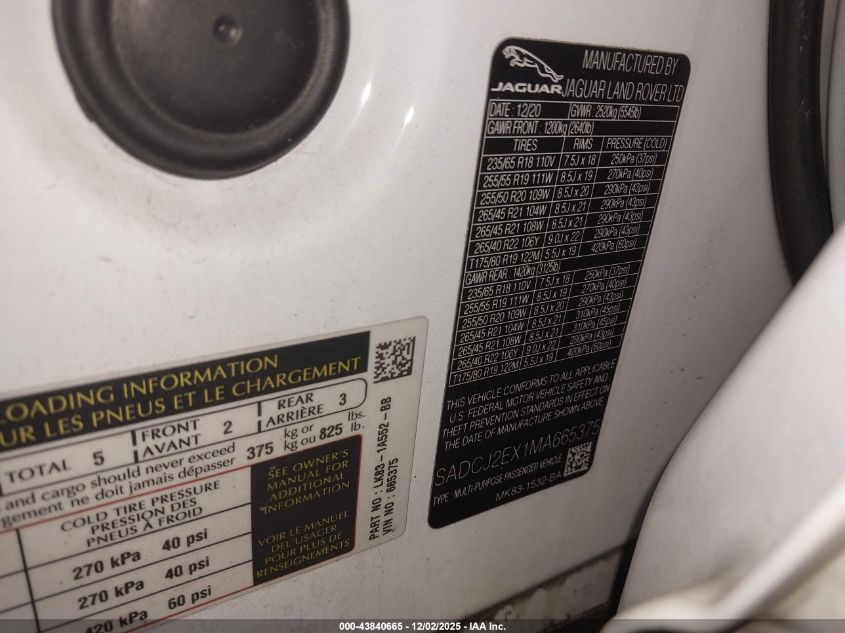 JAGUAR
MANUFACTURED BY
JAGUAR LAND ROVER LTD
DATE : 12/20 GVWR : 2520kg (5545lb)
GAWR FRONT : 1200kg (2640lb)
TIRES RIMS PRESSURE (COLD)
235/65 R18 110V 7.5J x 18 250kPa (37psi)
255/55 R19 111W 8.5J x 19 270kPa (40psi)
255/50 R20 109W 8.5J x 20 290kPa (43psi)
265/45 R21 104W 8.5J x 21 290kPa (43psi)
265/45 R21 108W 8.5J x 21 290kPa (43psi)
265/40 R22 106Y 9.0J x 22 290kPa (43psi)
T175/80 R19 122M 5.5J x 19 420kPa (60psi)
GAWR REAR : 1420kg (3125lb)
235/65 R18 110V 7.5J x 18 250kPa (37psi)
255/55 R19 111W 8.5J x 19 270kPa (40psi)
255/50 R20 109W 8.5J x 20 290kPa (43psi)
265/45 R21 104W 8.5J x 21 310kPa (45psi)
265/45 R21 108W 8.5J x 21 310kPa (45psi)
265/40 R22 106Y 9.0J x 22 290kPa (43psi)
T175/80 R19 122M 5.5J x 19 420kPa (60psi)
THIS VEHICLE CONFORMS TO ALL APPLICABLE
U.S. FEDERAL MOTOR VEHICLE SAFETY AND
THEFT PREVENTION STANDARDS IN EFFECT ON
THE DATE OF MANUFACTURE SHOWN ABOVE.
SADCJ2EX1MA665375
TYPE : MULTI-PURPOSE PASSENGER VEHICLE
MK83-1532-BA
LOADING INFORMATION
SUR LES PNEUS ET LE CHARGEMENT
TOTAL 5 FRONT AVANT 2 REAR ARRIÈRE 3
and cargo should never exceed 375 kg or 825 lbs.
ne doit jamais dépasser kg ou lb.
COLD TIRE PRESSURE
PRESSION DES
PNEUS À FROID
270 kPa 40 psi
270 kPa 40 psi
420 kPa 60 psi
SEE OWNER'S
MANUAL FOR
ADDITIONAL
INFORMATION
VOIR LE MANUEL
DE L'USAGER
POUR PLUS DE
RENSEIGNEMENTS
PART NO : LK83-1A552-BB
VIN NO : 665375
000-43840665 - 12/02/2025 - IAA Inc.